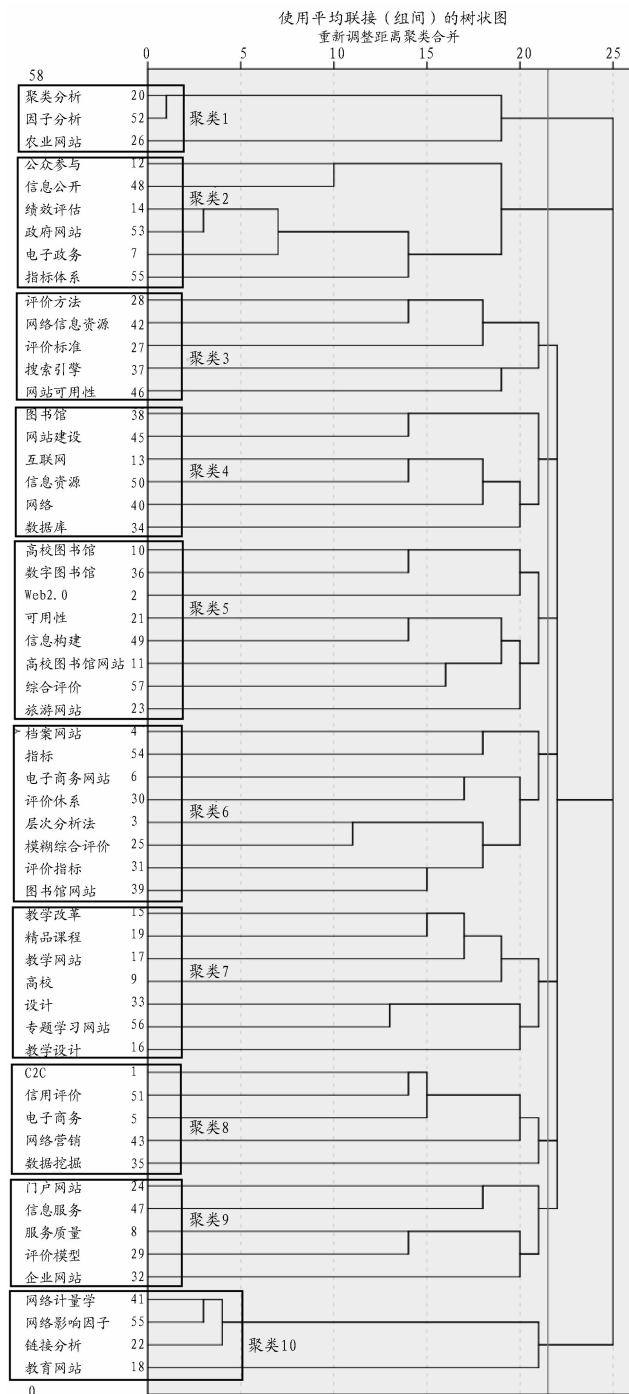 使用平均联接(组间)的树状图
重新调整距离聚类合并
0 5 10 15 20 25
58
聚类分析 20
因子分析 52
农业网站 26
聚类1
公众参与 12
信息公开 48
绩效评估 14
政府网站 53
电子政务 7
指标体系 55
聚类2
评价方法 28
网络信息资源 42
评价标准 27
搜索引擎 37
网站可用性 46
聚类3
图书馆 38
网站建设 45
互联网 13
信息资源 50
网络 40
数据库 34
聚类4
高校图书馆 10
数字图书馆 36
Web2.0 2
可用性 21
信息构建 49
高校图书馆网站 11
综合评价 57
旅游网站 23
聚类5
档案网站 4
指标 54
电子商务网站 6
评价休系 30
层次分析法 3
模糊综合评价 25
评价指标 31
图书馆网站 39
聚类6
教学改革 15
精品课程 19
教学网站 17
高校 9
设计 33
专题学习网站 56
教学设计 16
聚类7
C2C 1
信用评价 51
电子商务 5
网络营销 43
数据挖掘 35
聚类8
门户网站 24
信息服务 47
服务质量 8
评价模型 29
企业网站 32
聚类9
网络计量学 41
网络影响因子 55
链接分析 22
教育网站 18
聚类10
0